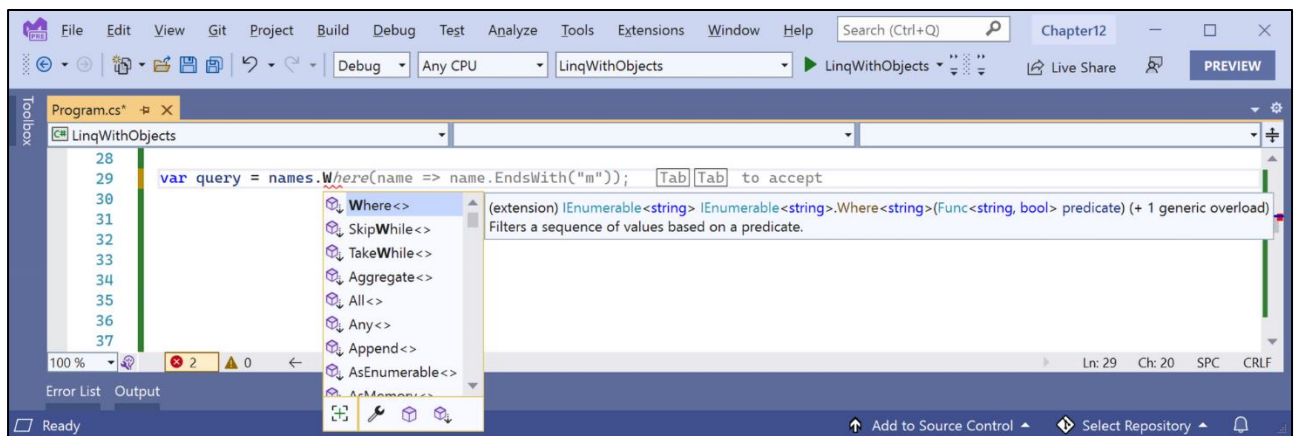 PRE File Edit View Git Project Build Debug Test Analyze Tools Extensions Window Help Search (Ctrl+Q) Chapter12
Debug Any CPU LinqWithObjects LinqWithObjects Live Share PREVIEW
Toolbox
Program.cs*
C# LinqWithObjects
28
29 var query = names.Where(name => name.EndsWith("m")); Tab Tab to accept
30 Where<> (extension) IEnumerable<string> IEnumerable<string>.Where<string>(Func<string, bool> predicate) (+ 1 generic overload)
31 SkipWhile<> Filters a sequence of values based on a predicate.
32 TakeWhile<>
33 Aggregate<>
34 All<>
35 Any<>
36 Append<>
37 AsEnumerable<>
100 % 2 0 Ln: 29 Ch: 20 SPC CRLF
Error List Output AsMemory<>
Ready Add to Source Control Select Repository